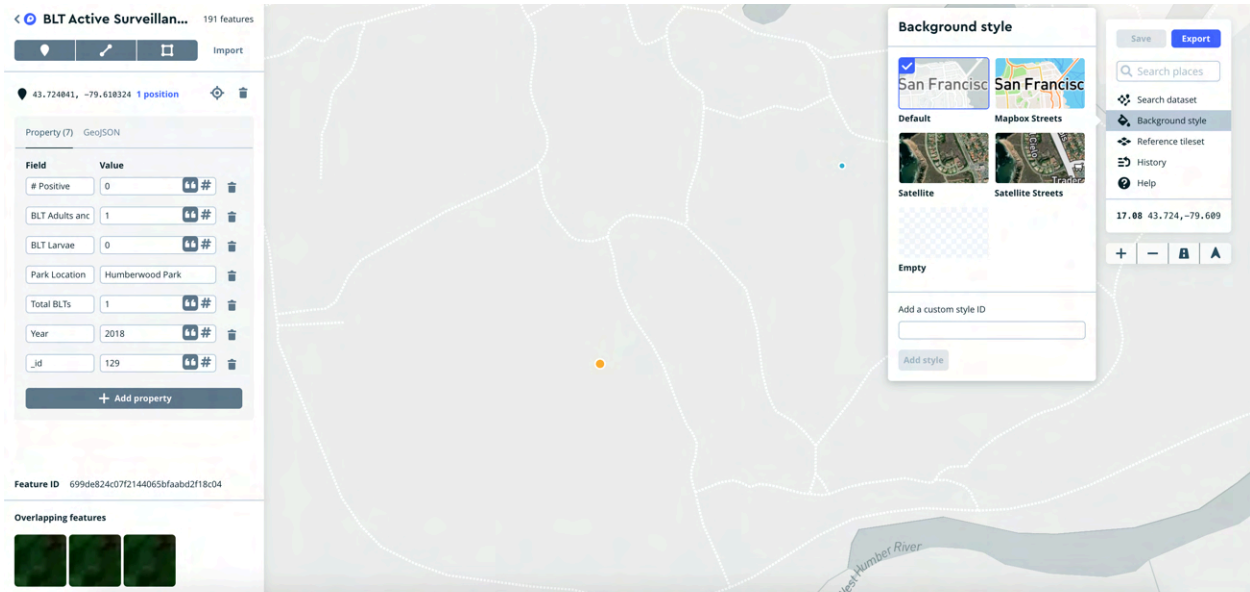 BLT Active Surveillan... 191 features
Import
43.724041, -79.610324 1 position
Property (7) GeoJSON
Field Value
# Positive 0
BLT Adults anc 1
BLT Larvae 0
Park Location Humberwood Park
Total BLTs 1
Year 2018
_id 129
+ Add property
Feature ID 699de824c07f2144065bfaabd2f18c04
Overlapping features
West Humber River
Background style
San Francisc San Francisc
Default Mapbox Streets
Cielo
Tradera
Satellite Satellite Streets
Empty
Add a custom style ID
Add style
Save Export
Search places
Search dataset
Background style
Reference tileset
History
Help
17.08 43.724,-79.609